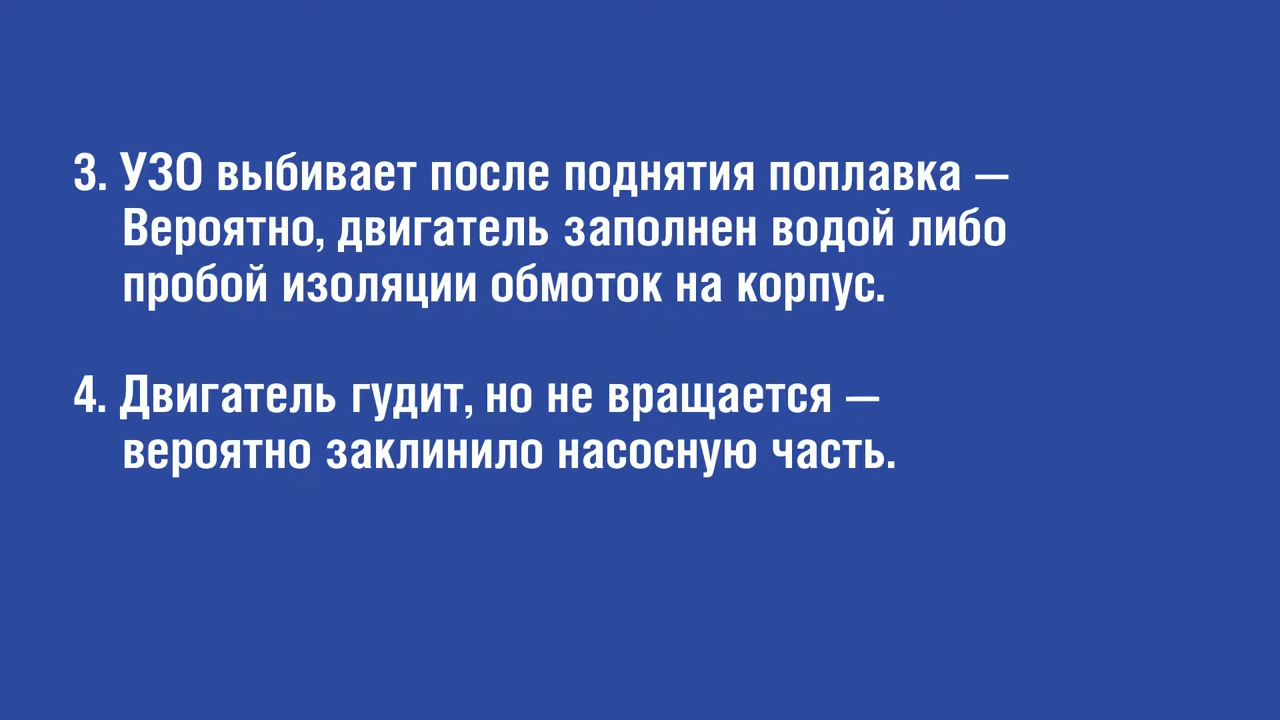 3. УЗО выбивает после поднятия поплавка —
Вероятно, двигатель заполнен водой либо
пробой изоляции обмоток на корпус.
4. Двигатель гудит, но не вращается —
вероятно заклинило насосную часть.